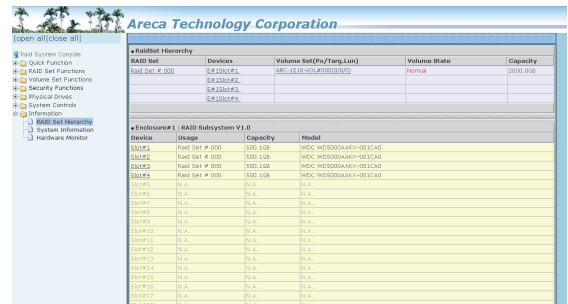 Areca Technology Corporation
|open all|close all|
Raid System Console
Quick Function
RAID Set Functions
Volume Set Functions
Security Functions
Physical Drives
System Controls
Information
RAID Set Hierarchy
System Information
Hardware Monitor
RaidSet Hierarchy
RAID Set Devices Volume Set(Px/Targ.Lun) Volume State Capacity
Raid Set # 000 E#1Slot#1 ARC-1216-VOL#000(0/0/0) Normal 2000.0GB
E#1Slot#2
E#1Slot#3
E#1Slot#4
Enclosure#1 : RAID Subsystem V1.0
Device Usage Capacity Model
Slot#1 Raid Set # 000 500.1GB WDC WD5000AAKX-001CA0
Slot#2 Raid Set # 000 500.1GB WDC WD5000AAKX-001CA0
Slot#3 Raid Set # 000 500.1GB WDC WD5000AAKX-001CA0
Slot#4 Raid Set # 000 500.1GB WDC WD5000AAKX-001CA0
Slot#5 N.A. N.A. N.A.
Slot#6 N.A. N.A. N.A.
Slot#7 N.A. N.A. N.A.
Slot#8 N.A. N.A. N.A.
Slot#9 N.A. N.A. N.A.
Slot#10 N.A. N.A. N.A.
Slot#11 N.A. N.A. N.A.
Slot#12 N.A. N.A. N.A.
Slot#13 N.A. N.A. N.A.
Slot#14 N.A. N.A. N.A.
Slot#15 N.A. N.A. N.A.
Slot#16 N.A. N.A. N.A.
Slot#17 N.A. N.A. N.A.